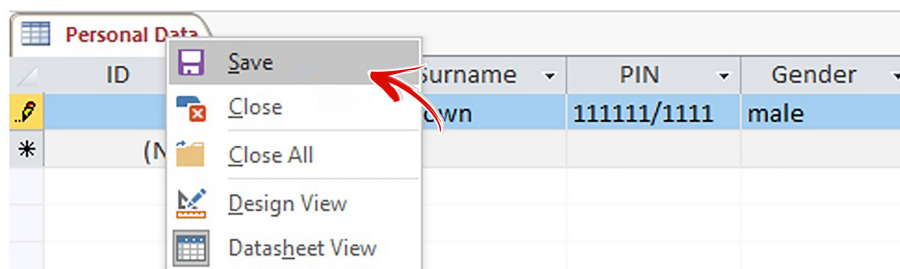 Personal Data
ID Surname PIN Gender
Save
Close
own 111111/1111 male
(N
Close All
Design View
Datasheet View